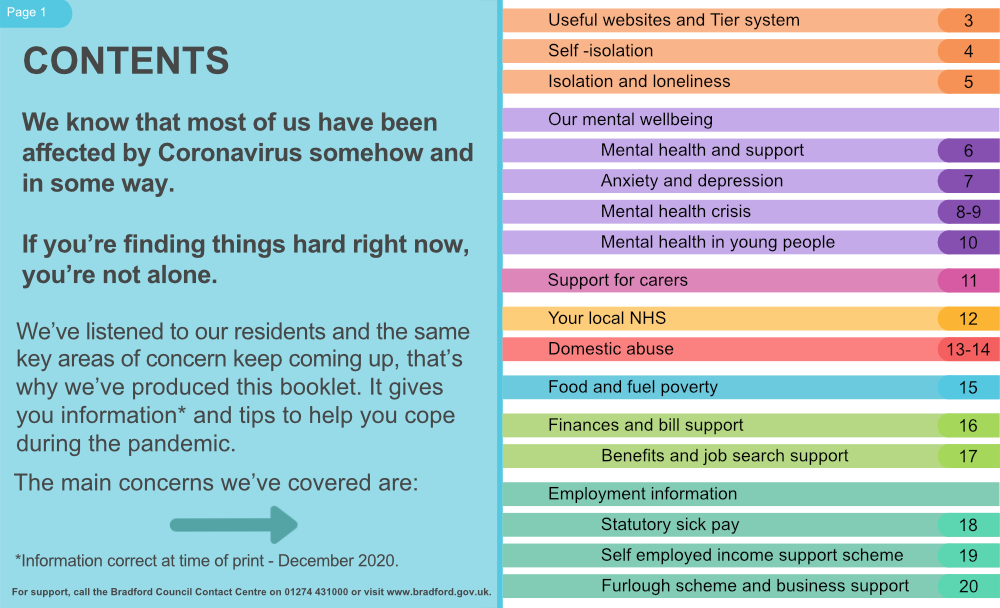 Page 1
CONTENTS
We know that most of us have been
affected by Coronavirus somehow and
in some way.
If you're finding things hard right now,
you're not alone.
We've listened to our residents and the same
key areas of concern keep coming up, that's
why we've produced this booklet. It gives
you information* and tips to help you cope
during the pandemic.
The main concerns we've covered are:
*Information correct at time of print - December 2020.
For support, call the Bradford Council Contact Centre on 01274 431000 or visit www.bradford.gov.uk.
Useful websites and Tier system 3
Self -isolation 4
Isolation and loneliness 5
Our mental wellbeing
Mental health and support 6
Anxiety and depression 7
Mental health crisis 8-9
Mental health in young people 10
Support for carers 11
Your local NHS 12
Domestic abuse 13-14
Food and fuel poverty 15
Finances and bill support 16
Benefits and job search support 17
Employment information
Statutory sick pay 18
Self employed income support scheme 19
Furlough scheme and business support 20